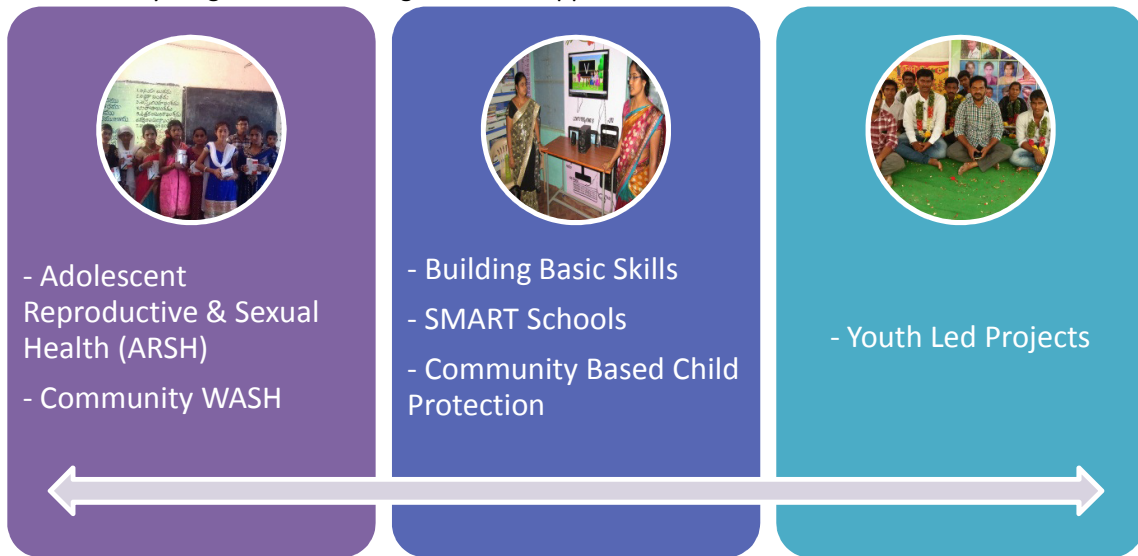 - Adolescent
Reproductive & Sexual
Health (ARSH)
- Community WASH
- Building Basic Skills
- SMART Schools
- Community Based Child
Protection
- Youth Led Projects